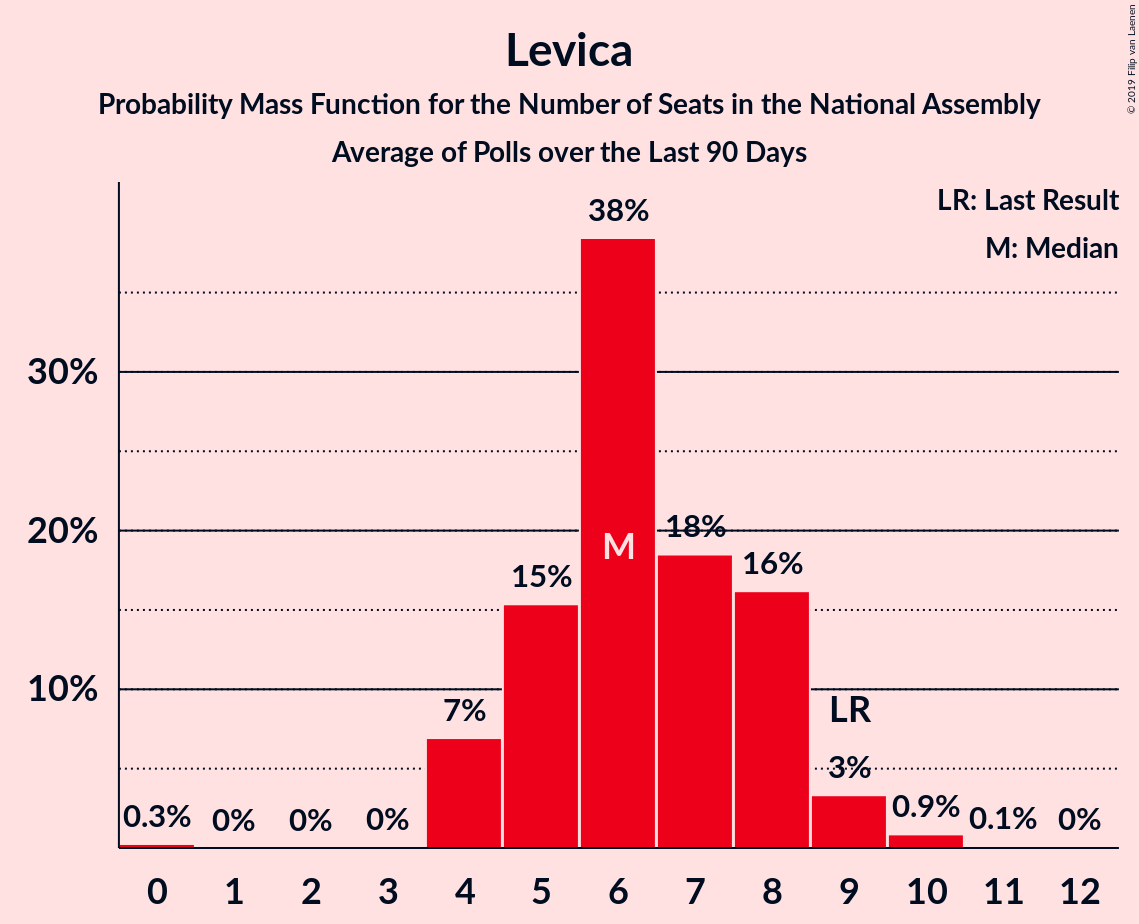 © 2019 Filip van Laenen
Levica
Probability Mass Function for the Number of Seats in the National Assembly
Average of Polls over the Last 90 Days
LR: Last Result
M: Median
38%
30%
20%
18%
M
16%
15%
10%
7%
LR
3%
0.3%
0%
0%
0%
0.9%
0.1%
0%
0 1 2 3 4 5 6 7 8 9 10 11 12